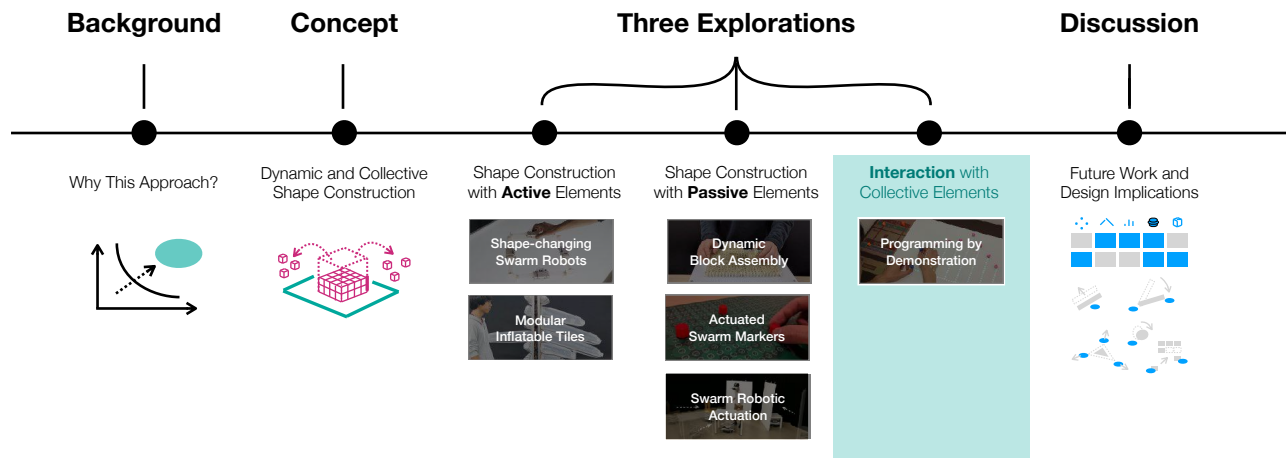 Background
Concept
Three Explorations
Discussion
Why This Approach?
Dynamic and Collective
Shape Construction
Shape Construction
with Active Elements
Shape Construction
with Passive Elements
Interaction with
Collective Elements
Future Work and
Design Implications
Shape-changing
Swarm Robots
Dynamic
Block Assembly
Programming by
Demonstration
Modular
Inflatable Tiles
Actuated
Swarm Markers
Swarm Robotic
Actuation